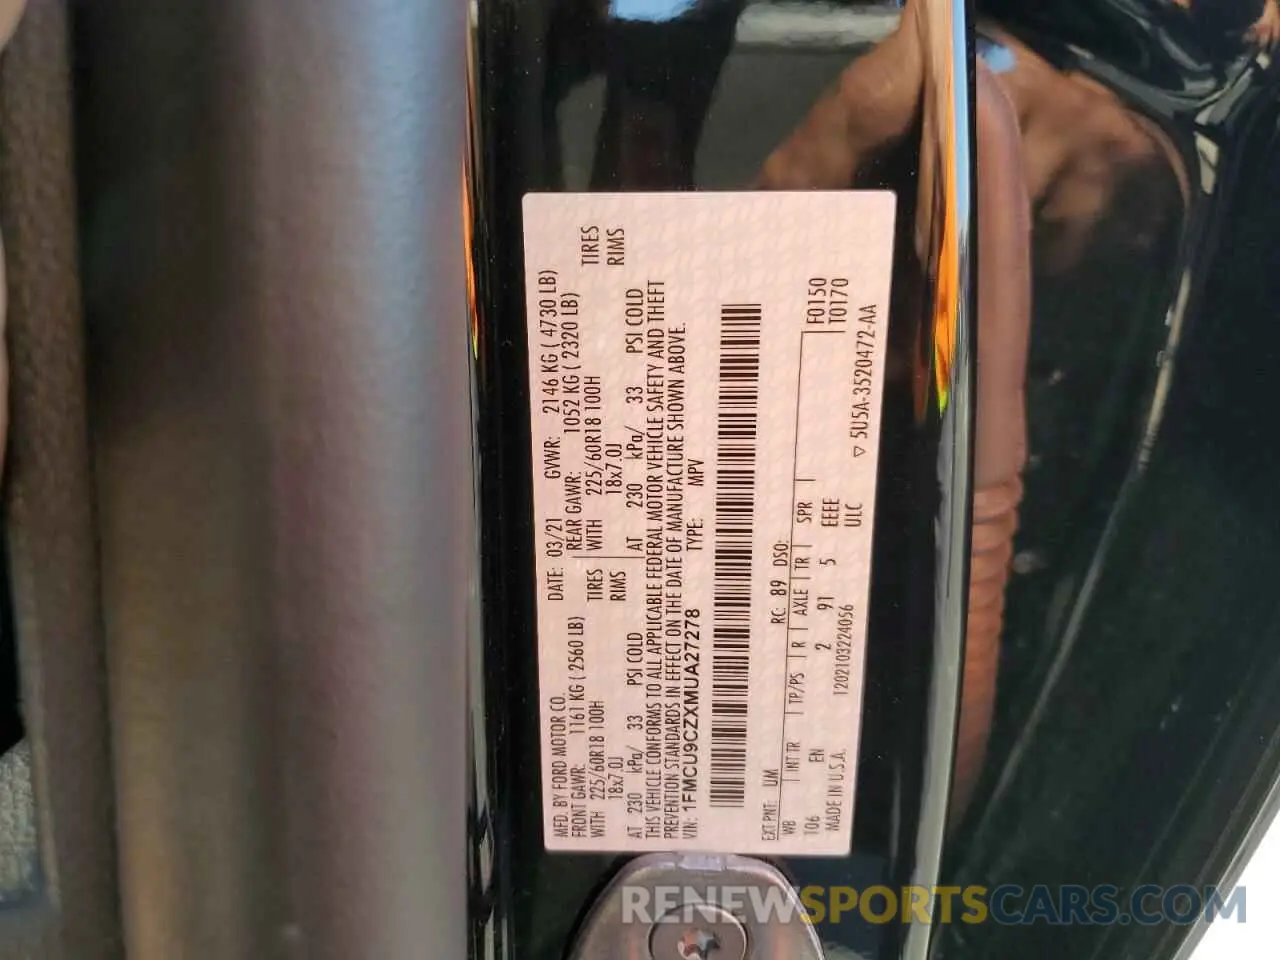 MFD. BY FORD MOTOR CO.
DATE: 03/21 GVWR: 2146 KG ( 4730 LB)
FRONT GAWR: 1161 KG ( 2560 LB) REAR GAWR: 1052 KG ( 2320 LB)
WITH 225/60R18 100H TIRES WITH 225/60R18 100H TIRES
18x7.0J RIMS 18x7.0J RIMS
AT 230 kPa/ 33 PSI COLD AT 230 kPa/ 33 PSI COLD
THIS VEHICLE CONFORMS TO ALL APPLICABLE FEDERAL MOTOR VEHICLE SAFETY AND THEFT
PREVENTION STANDARDS IN EFFECT ON THE DATE OF MANUFACTURE SHOWN ABOVE.
VIN: 1FMCU9CZXMUA27278 TYPE: MPV
EXT PNT: UM RC: 89 DSO:
WB INT TR TP/PS R AXLE TR SPR F0150
T06 EN 2 91 5 EEEE T0170
MADE IN U.S.A. 1202103224056 ULC
▽ 5U5A-3520472-AA
RENEWSPORTSCARS.COM